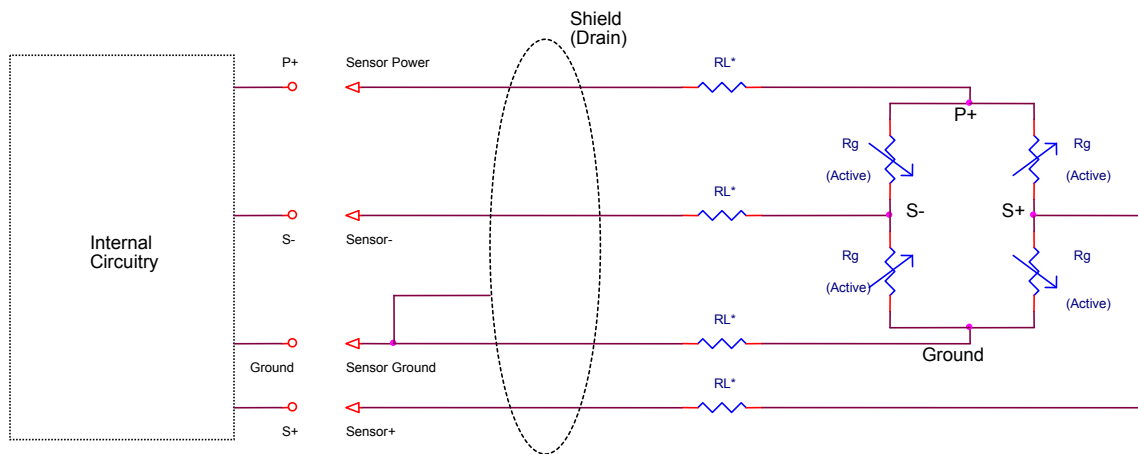 Shield
(Drain)
P+
Sensor Power
RL*
P+
Rg
(Active)
Rg
(Active)
RL*
S-
S+
S-
Sensor-
Internal
Circuitry
Rg
(Active)
Rg
(Active)
RL*
Ground
Sensor Ground
Ground
RL*
S+
Sensor+